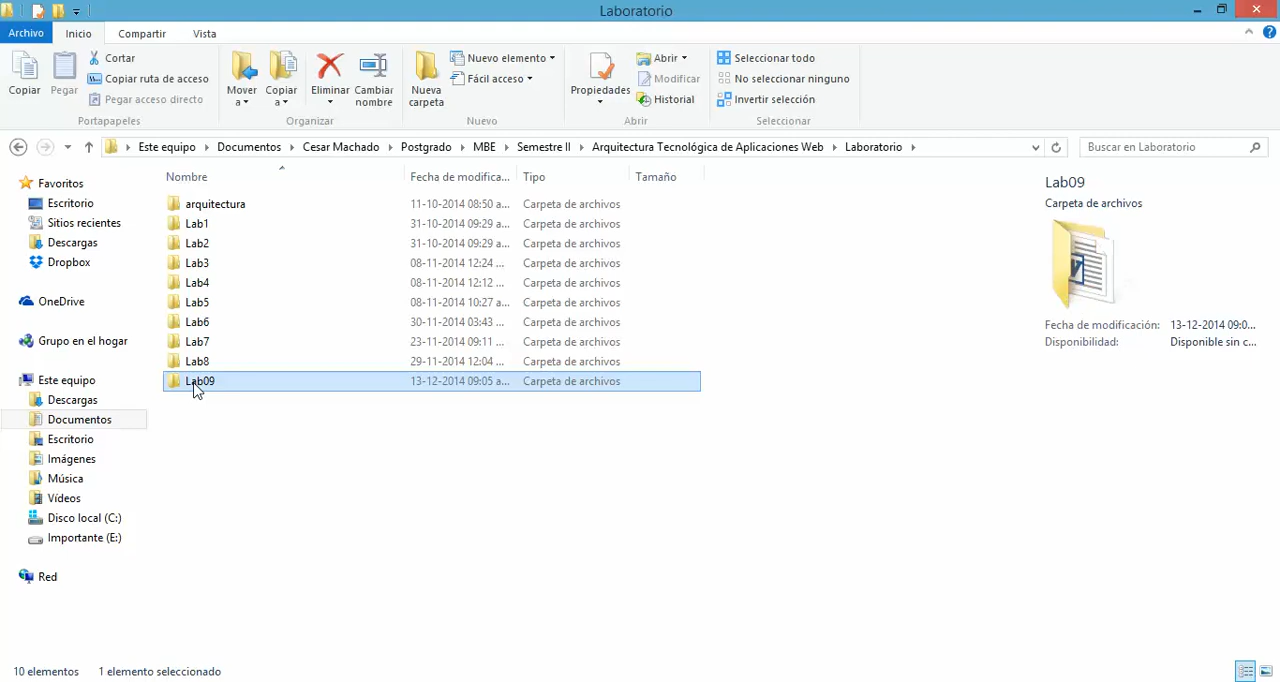 Laboratorio
Archivo Inicio Compartir Vista
Copiar
Pegar
Cortar
Copiar ruta de acceso
Pegar acceso directo
Portapapeles
Mover a
Copiar a
Eliminar
Cambiar nombre
Organizar
Nueva carpeta
Nuevo elemento
Fácil acceso
Nuevo
Propiedades
Abrir
Modificar
Historial
Abrir
Seleccionar todo
No seleccionar ninguno
Invertir selección
Seleccionar
Este equipo Documentos Cesar Machado Postgrado MBE Semestre II Arquitectura Tecnológica de Aplicaciones Web Laboratorio
Buscar en Laboratorio
Favoritos
Escritorio
Sitios recientes
Descargas
Dropbox
OneDrive
Grupo en el hogar
Este equipo
Descargas
Documentos
Escritorio
Imágenes
Música
Vídeos
Disco local (C:)
Importante (E:)
Red
Nombre Fecha de modifica... Tipo Tamaño
arquitectura 11-10-2014 08:50 a... Carpeta de archivos
Lab1 31-10-2014 09:29 a... Carpeta de archivos
Lab2 31-10-2014 09:29 a... Carpeta de archivos
Lab3 08-11-2014 12:24 ... Carpeta de archivos
Lab4 08-11-2014 12:12 ... Carpeta de archivos
Lab5 08-11-2014 10:27 a... Carpeta de archivos
Lab6 30-11-2014 03:43 ... Carpeta de archivos
Lab7 23-11-2014 09:11 ... Carpeta de archivos
Lab8 29-11-2014 12:04 ... Carpeta de archivos
Lab09 13-12-2014 09:05 a... Carpeta de archivos
Lab09
Carpeta de archivos
Fecha de modificación: 13-12-2014 09:0...
Disponibilidad: Disponible sin c...
10 elementos 1 elemento seleccionado